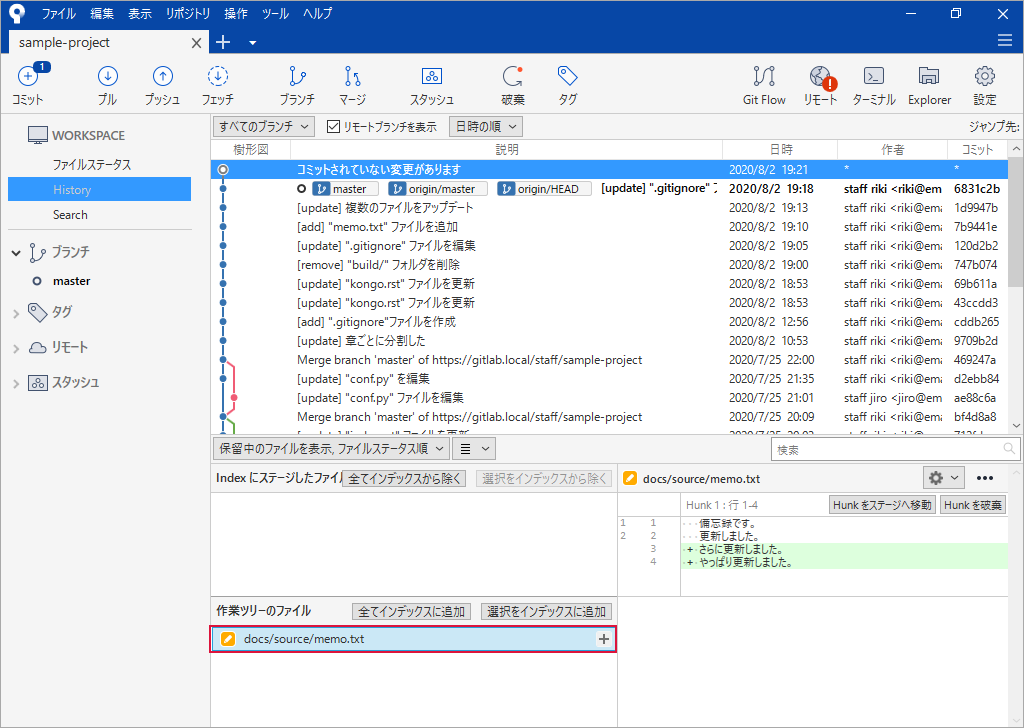 ファイル 編集 表示 リポジトリ 操作 ツール ヘルプ
sample-project
1
コミット プル プッシュ フェッチ ブランチ マージ スタッシュ 破棄 タグ Git Flow リモート ターミナル Explorer 設定
WORKSPACE
ファイルステータス
History
Search
ブランチ
master
タグ
リモート
スタッシュ
すべてのブランチ リモートブランチを表示 日時の順 ジャンプ先:
樹形図 説明 日時 作者 コミット
コミットされていない変更があります 2020/8/2 19:21 * *
master origin/master origin/HEAD [update] ".gitignore" 2020/8/2 19:18 staff riki <riki@em 6831c2b
[update] 複数のファイルをアップデート 2020/8/2 19:13 staff riki <riki@ema 1d9947b
[add] "memo.txt" ファイルを追加 2020/8/2 19:10 staff riki <riki@ema 7b9441e
[update] ".gitignore" ファイルを編集 2020/8/2 19:05 staff riki <riki@ema 120d2b2
[remove] "build/" フォルダを削除 2020/8/2 19:00 staff riki <riki@ema 747b074
[update] "kongo.rst" ファイルを更新 2020/8/2 18:53 staff riki <riki@ema 69b611a
[update] "kongo.rst" ファイルを更新 2020/8/2 18:53 staff riki <riki@ema 43ccdd3
[add] ".gitignore"ファイルを作成 2020/8/2 12:56 staff riki <riki@ema cddb265
[update] 章ごとに分割した 2020/8/2 10:53 staff riki <riki@ema 9709b2d
Merge branch 'master' of https://gitlab.local/staff/sample-project 2020/7/25 22:00 staff riki <riki@ema 469247a
[update] "conf.py" を編集 2020/7/25 21:35 staff riki <riki@ema d2ebb84
[update] "conf.py" ファイルを編集 2020/7/25 21:01 staff jiro <jiro@em ae88c6a
Merge branch 'master' of https://gitlab.local/staff/sample-project 2020/7/25 20:09 staff riki <riki@ema bf4d8a8
保留中のファイルを表示, ファイルステータス順 検索
Index にステージしたファイル 全てインデックスから除く 選択をインデックスから除く
docs/source/memo.txt
Hunk 1 : 行 1-4 Hunk をステージへ移動 Hunk を破棄
1 1 備忘録です。
2 2 更新しました。
3 + さらに更新しました。
4 + やっぱり更新しました。
作業ツリーのファイル 全てインデックスに追加 選択をインデックスに追加
docs/source/memo.txt